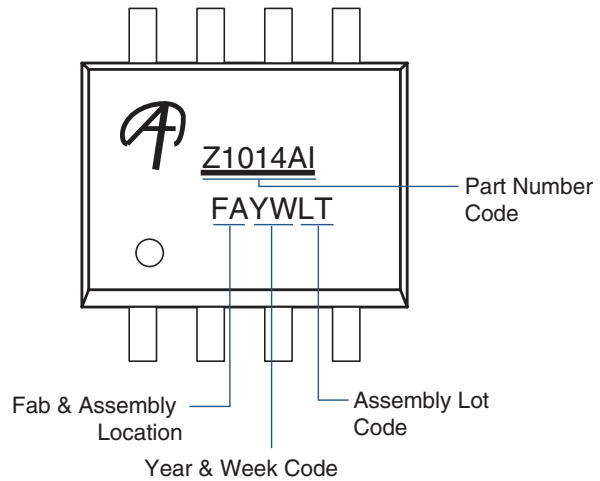 Z1014AI
FAYWLT
Part Number
Code
Fab & Assembly
Location
Assembly Lot
Code
Year & Week Code